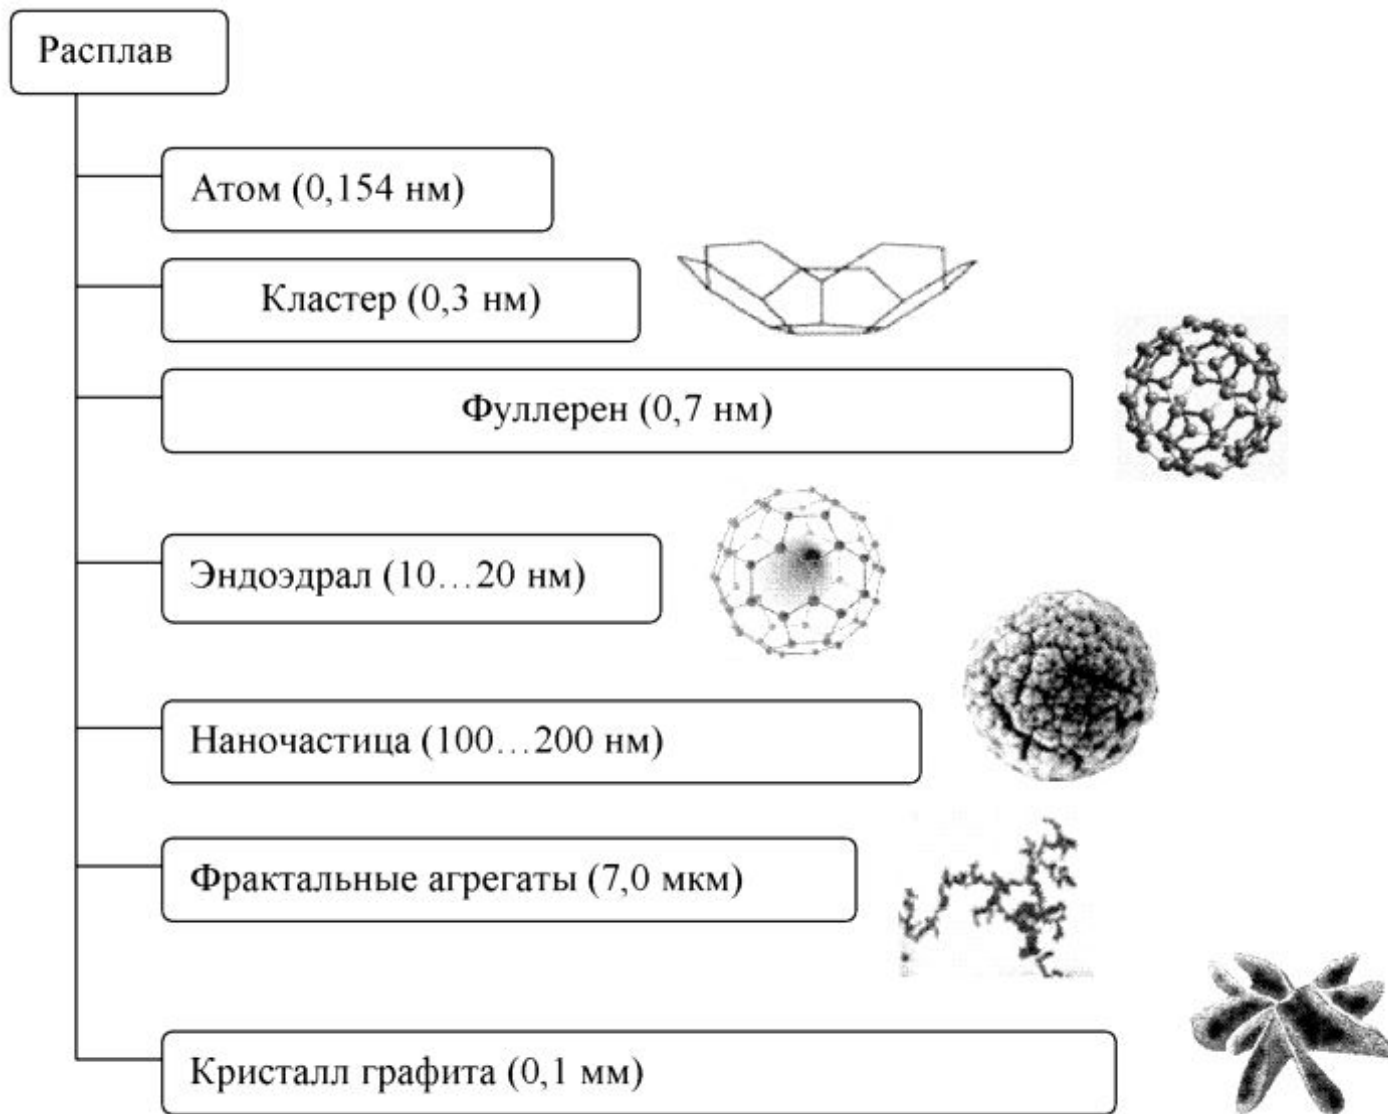 Расплав
Атом (0,154 нм)
Кластер (0,3 нм)
Фуллерен (0,7 нм)
Эндоэдрал (10…20 нм)
Наночастица (100…200 нм)
Фрактальные агрегаты (7,0 мкм)
Кристалл графита (0,1 мм)